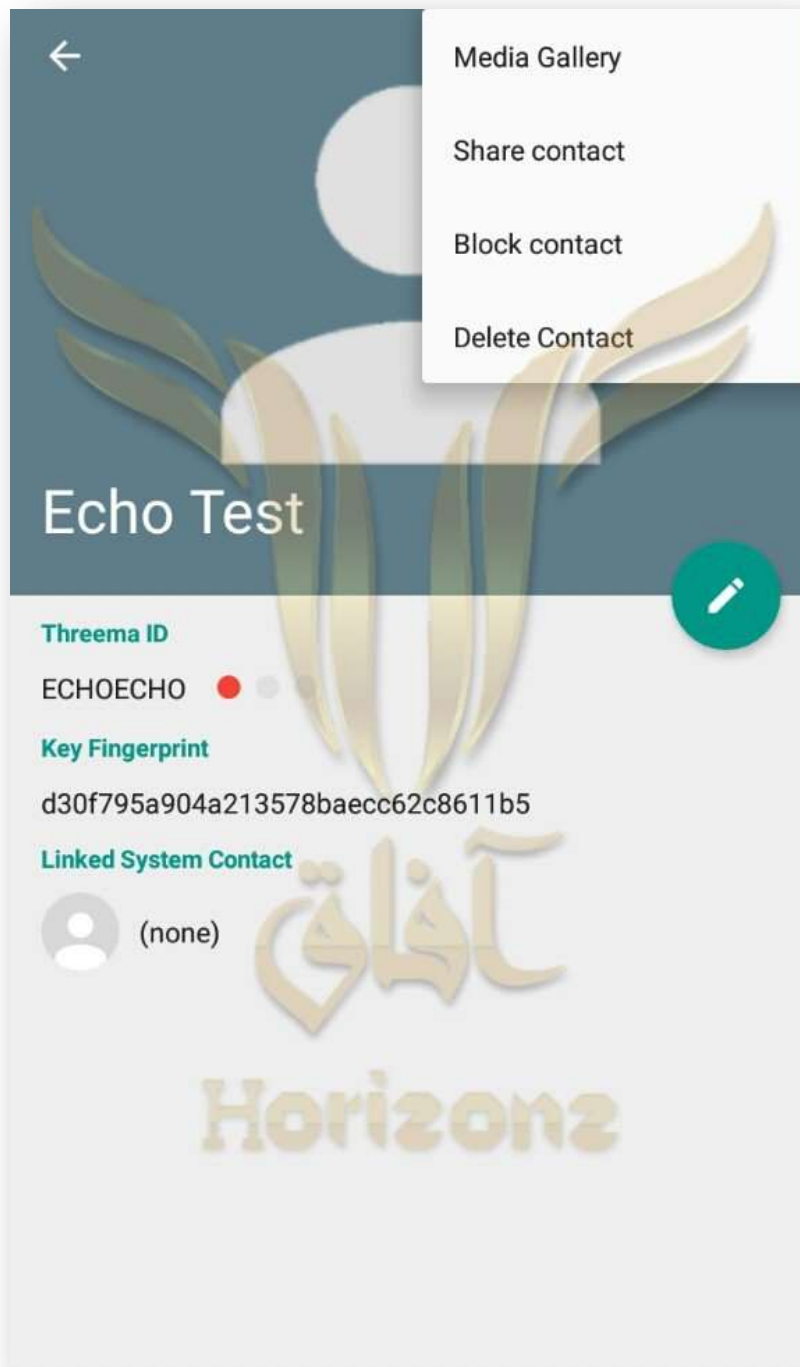 Media Gallery
Share contact
Block contact
Delete Contact
Echo Test
Threema ID
ECHOECHO
Key Fingerprint
d30f795a904a213578baecc62c8611b5
Linked System Contact
(none)
آفاق
Horizons